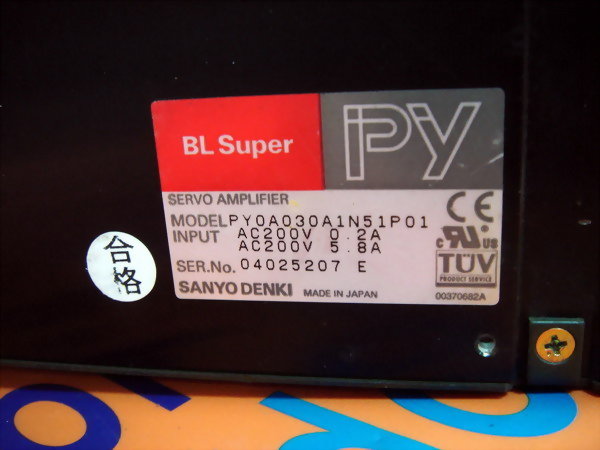 BL Super
PY
SERVO AMPLIFIER
MODEL PY0A030A1N51P01
INPUT AC200V 0.2A
AC200V 5.8A
SER.No. 04025207 E
SANYO DENKI MADE IN JAPAN
CE
c RU US
TÜV
PRODUCT SERVICE
00370682A
合格